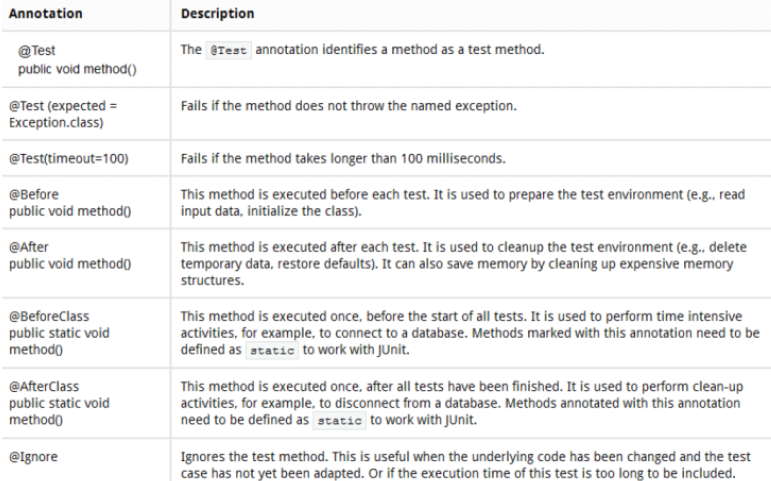 Annotation Description
@Test
public void method()
The @Test annotation identifies a method as a test method.
@Test (expected =
Exception.class)
Fails if the method does not throw the named exception.
@Test(timeout=100)
Fails if the method takes longer than 100 milliseconds.
@Before
public void method()
This method is executed before each test. It is used to prepare the test environment (e.g., read
input data, initialize the class).
@After
public void method()
This method is executed after each test. It is used to cleanup the test environment (e.g., delete
temporary data, restore defaults). It can also save memory by cleaning up expensive memory
structures.
@BeforeClass
public static void
method()
This method is executed once, before the start of all tests. It is used to perform time intensive
activities, for example, to connect to a database. Methods marked with this annotation need to be
defined as static to work with JUnit.
@AfterClass
public static void
method()
This method is executed once, after all tests have been finished. It is used to perform clean-up
activities, for example, to disconnect from a database. Methods annotated with this annotation
need to be defined as static to work with JUnit.
@Ignore
Ignores the test method. This is useful when the underlying code has been changed and the test
case has not yet been adapted. Or if the execution time of this test is too long to be included.